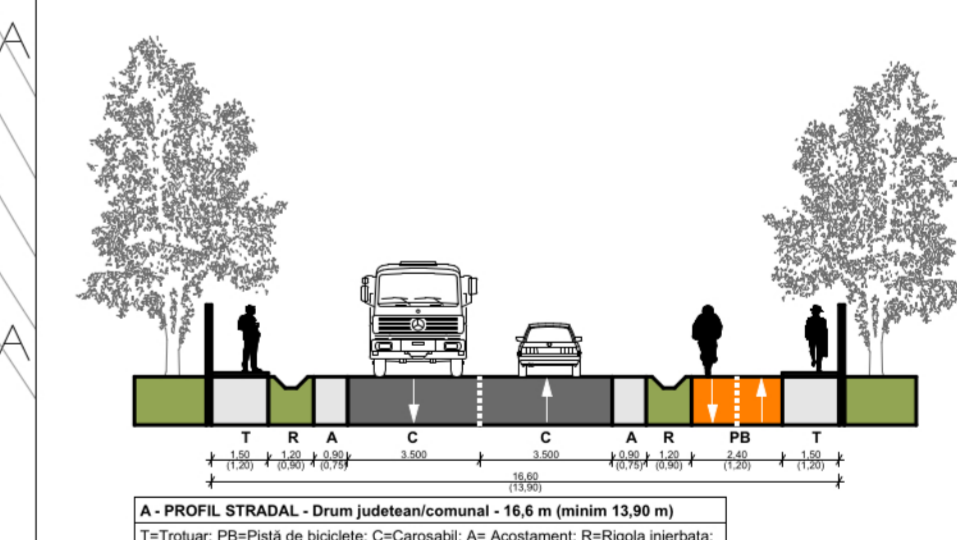 A
A
T R A C C A R PB T
1,50 1,20 0,90 3.500 3.500 0,90 1,20 2,40 1,50
(1,20) (0,90) (0,75) (0,75) (0,90) (1,20) (1,20)
16,60
(13,90)
A - PROFIL STRADAL - Drum judetean/comunal - 16,6 m (minim 13,90 m)
T=Trotuar; PB=Pistă de biciclete; C=Carosabil; A= Acostament; R=Rigola inierbata;